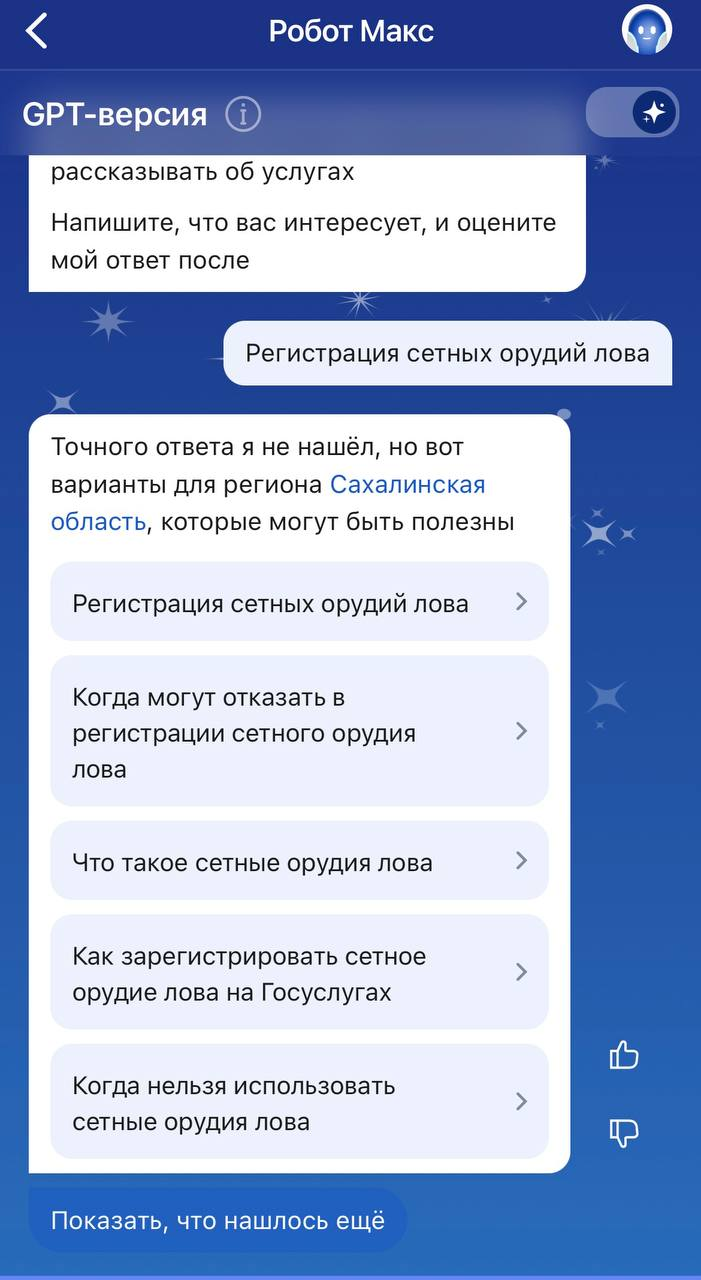 Робот Макс
GPT-версия
рассказывать об услугах
Напишите, что вас интересует, и оцените
мой ответ после
Регистрация сетных орудий лова
Точного ответа я не нашёл, но вот
варианты для региона Сахалинская
область, которые могут быть полезны
Регистрация сетных орудий лова
Когда могут отказать в
регистрации сетного орудия
лова
Что такое сетные орудия лова
Как зарегистрировать сетное
орудие лова на Госуслугах
Когда нельзя использовать
сетные орудия лова
Показать, что нашлось ещё